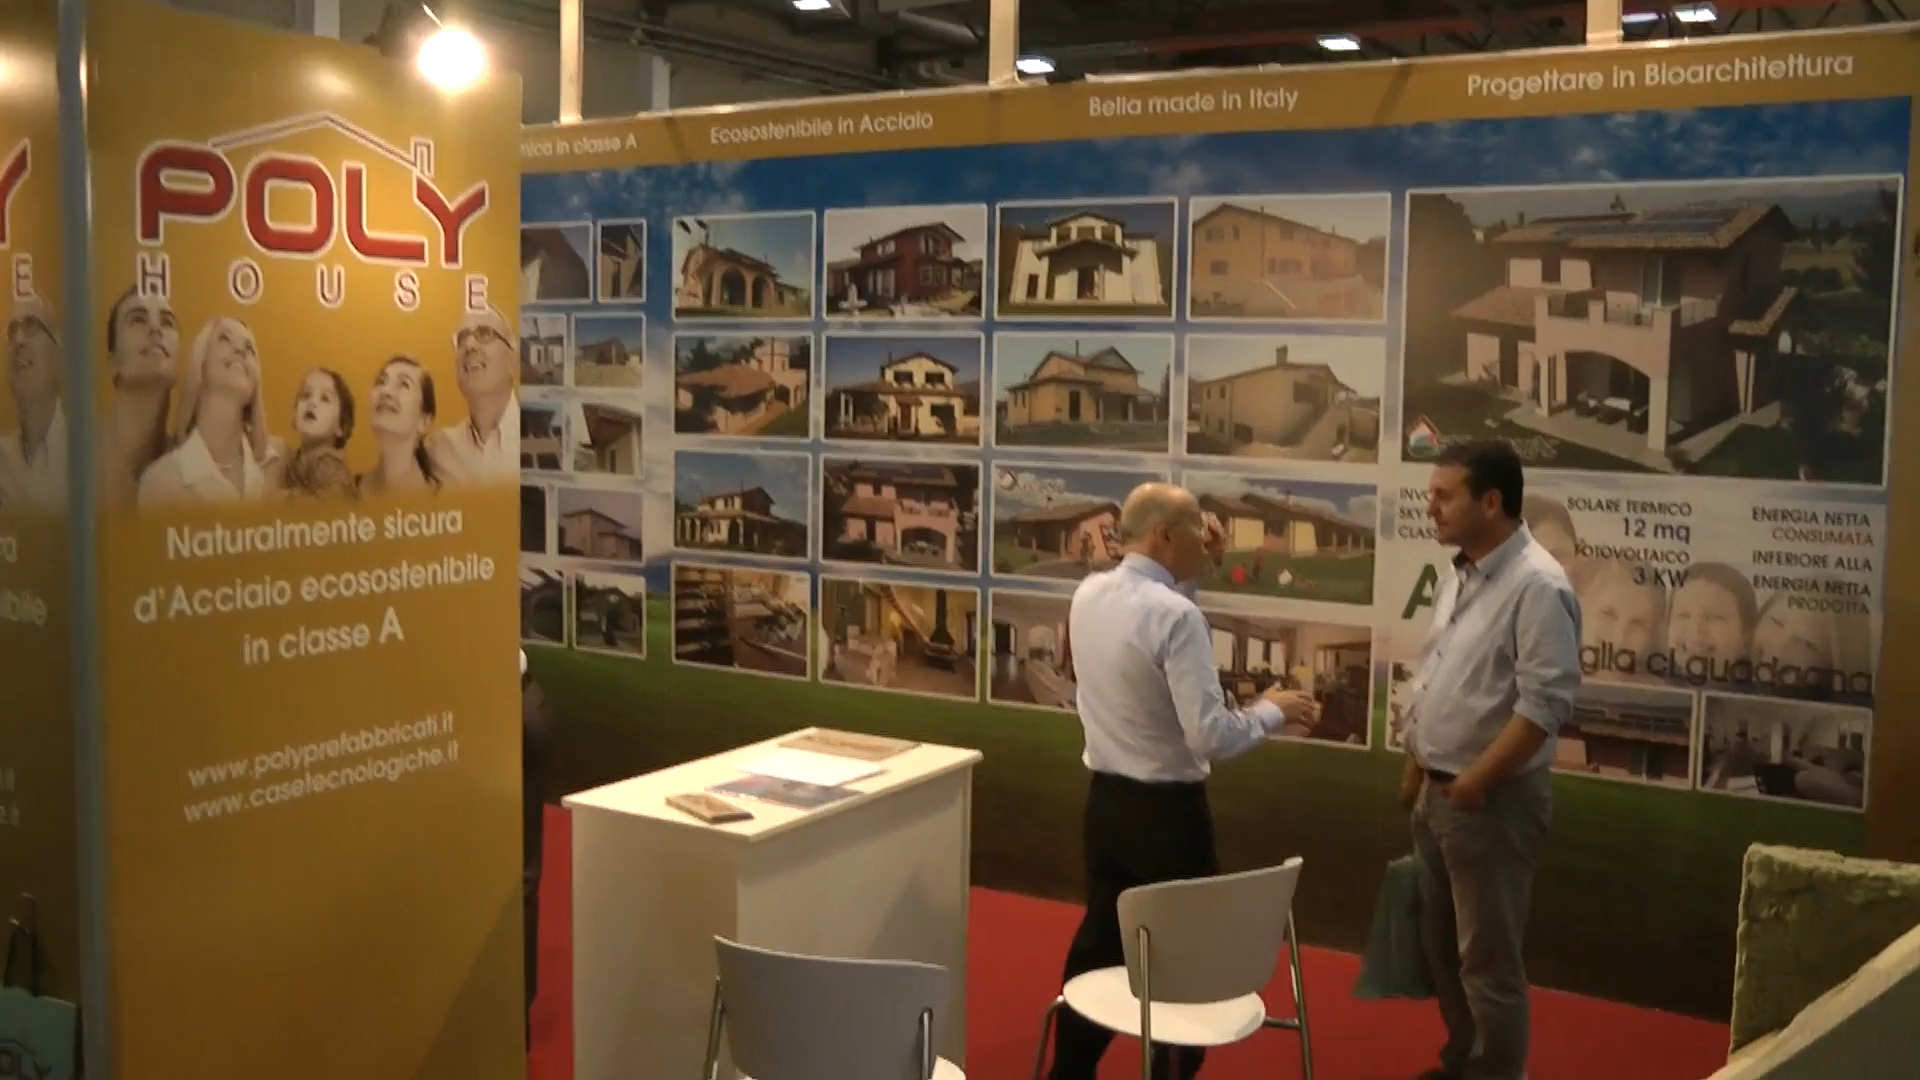 POLY
HOUSE
Naturalmente sicura
d'Acciaio ecosostenibile
in classe A
www.polyprefabbricati.it
www.casetecnologiche.it
in classe A
Ecosostenibile in Acciaio
Bella made in Italy
Progettare in Bioarchitettura
SOLARE TERMICO
12 mq
FOTOVOLTAICO
3 KW
ENERGIA NETTA
CONSUMATA
INFERIORE ALLA
ENERGIA NETTA
PRODOTTA
A
ci guadagna